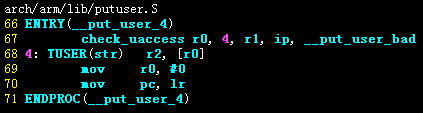 arch/arm/lib/putuser.S
66 ENTRY(__put_user_4)
67 check_uaccess r0, 4, r1, ip, __put_user_bad
68 4: TUSER(str) r2, [r0]
69 mov r0, #0
70 mov pc, lr
71 ENDPROC(__put_user_4)